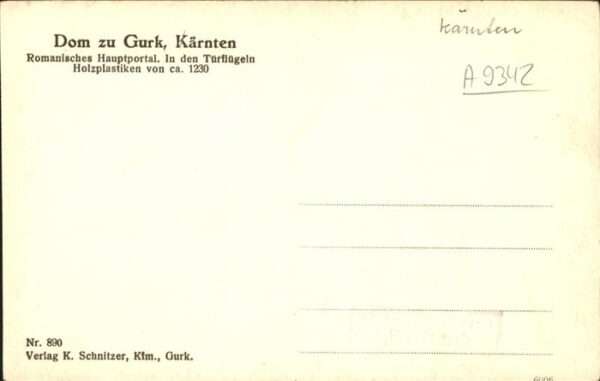 Dom zu Gurk, Kärnten
Romanisches Hauptportal. In den Türflügeln
Holzplastiken von ca. 1230
Kärnten
A 9342
Nr. 890
Verlag K. Schnitzer, Kfm., Gurk.